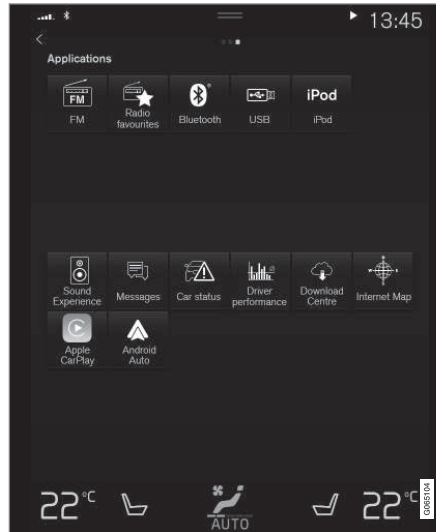 13:45
Applications
FM
FM
Radio
favourites
Bluetooth
USB
iPod
iPod
Sound
Experience
Messages
Car status
Driver
performance
Download
Centre
Internet Map
Apple
CarPlay
Android
Auto
22°C
AUTO
22°C
G065104